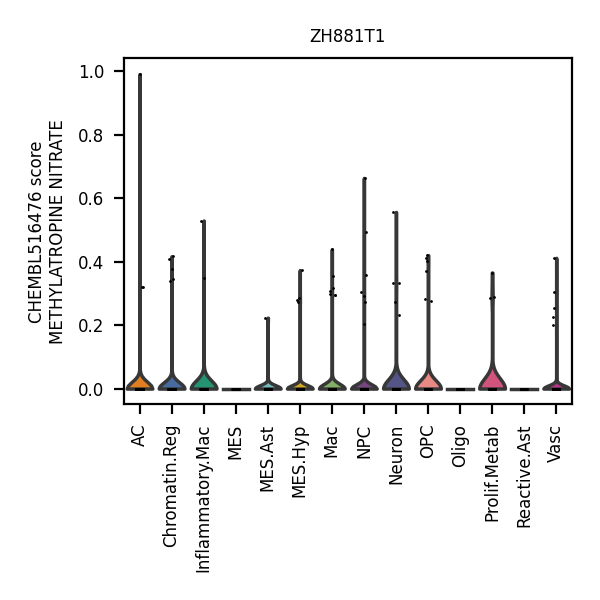 ZH881T1
CHEMBL516476 score
METHYLATROPINE NITRATE
1.0
0.8
0.6
0.4
0.2
0.0
AC
Chromatin.Reg
Inflammatory.Mac
MES
MES.Ast
MES.Hyp
Mac
NPC
Neuron
OPC
Oligo
Prolif.Metab
Reactive.Ast
Vasc